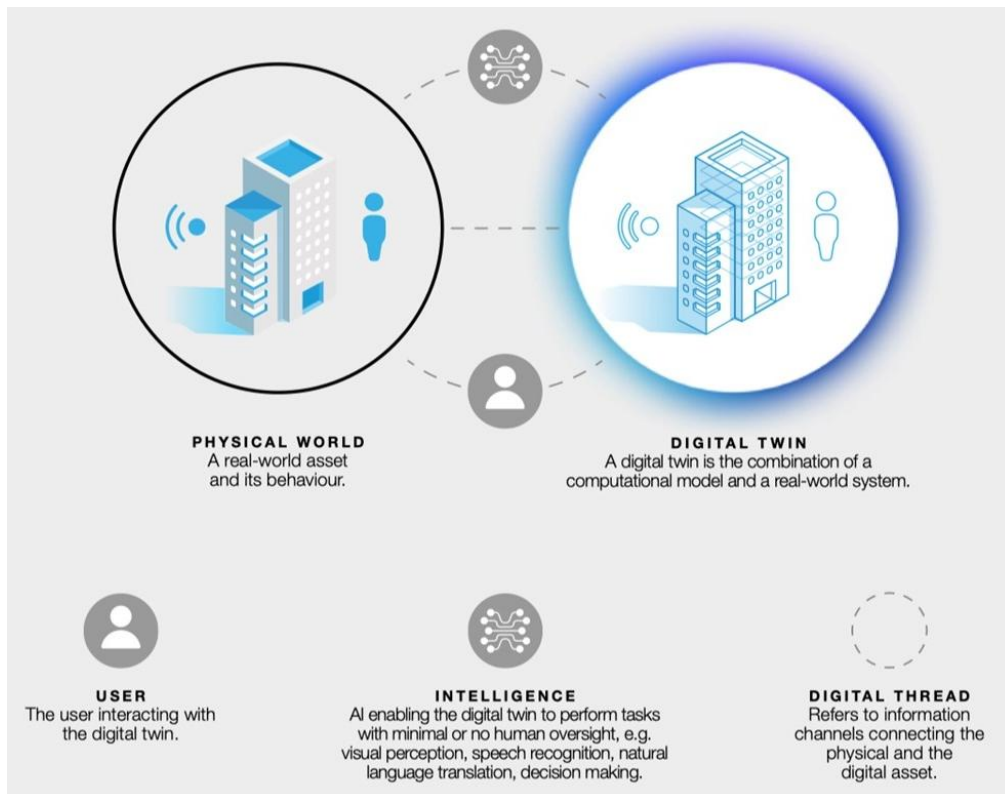 PHYSICAL WORLD
A real-world asset
and its behaviour.
DIGITAL TWIN
A digital twin is the combination of a
computational model and a real-world system.
USER
The user interacting with
the digital twin.
INTELLIGENCE
AI enabling the digital twin to perform tasks
with minimal or no human oversight, e.g.
visual perception, speech recognition, natural
language translation, decision making.
DIGITAL THREAD
Refers to information
channels connecting the
physical and the
digital asset.